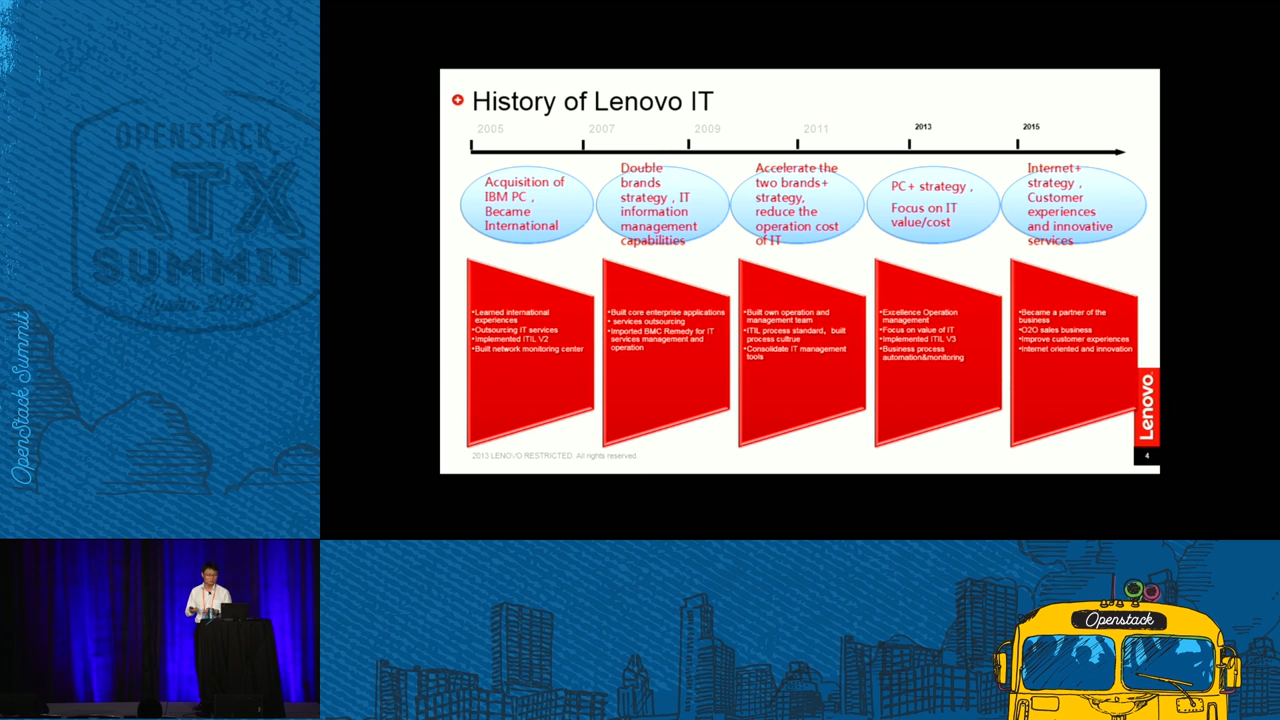 OPENSTACK
ATX
SUMMIT
Austin 2016
OpenStack Summit
History of Lenovo IT
2005
2007
2009
2011
2013
2015
Acquisition of
IBM PC ,
Became
International
Double
brands
strategy , IT
information
management
capabilities
Accelerate the
two brands+
strategy,
reduce the
operation cost
of IT
PC+ strategy ,
Focus on IT
value/cost
Internet+
strategy ,
Customer
experiences
and innovative
services
•Learned international
experiences
•Outsourcing IT services
•Implemented ITIL V2
•Built network monitoring center
•Built core enterprise applications
• services outsourcing
•Imported BMC Remedy for IT
services management and
operation
•Built own operation and
management team
•ITIL process standard, built
process cultrue
•Consolidate IT management
tools
•Excellence Operation
management
•Focus on value of IT
•Implemented ITIL V3
•Business process
automation&monitoring
•Became a partner of the
business
•O2O sales business
•Improve customer experiences
•Internet oriented and innovation
Lenovo
2013 LENOVO RESTRICTED. All rights reserved.
4
Openstack